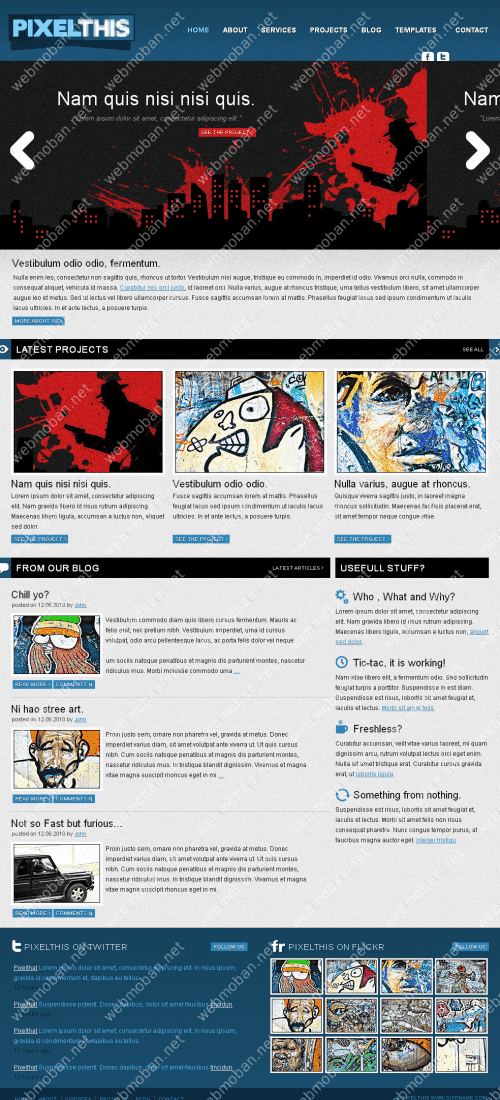 PIXELTHIS
HOME ABOUT SERVICES PROJECTS BLOG TEMPLATES CONTACT
Nam quis nisi nisi quis.
"Lorem ipsum dolor sit amet, consectetur adipiscing elit."
SEE THE PROJECT
Nam
"Lorem
Vestibulum odio odio, fermentum.
Nulla enim leo, consectetur non sagittis quis, rhoncus ut tortor. Vestibulum nisi augue, tristique eu commodo in, imperdiet id odio. Vivamus orci nulla, commodo in
consequat aliquet, vehicula id massa. Curabitur nec orci justo, id laoreet orci. Nulla varius, augue at rhoncus tristique, urna tellus vestibulum libero, sit amet ullamcorper
augue leo et metus. Sed ut lectus vel libero ullamcorper cursus. Fusce sagittis accumsan lorem at mattis. Phasellus feugiat lacus sed ipsum condimentum ut iaculis
lacus ultricies. In et ante lectus, a posuere turpis.
MORE ABOUT US
LATEST PROJECTS
SEE ALL
Nam quis nisi nisi quis.
Lorem ipsum dolor sit amet, consectetur adipiscing
elit. Nam gravida libero id risus rutrum adipiscing.
Maecenas libero ligula, accumsan a luctus non, aliquet
sed dolor.
SEE THE PROJECT
Vestibulum odio odio.
Fusce sagittis accumsan lorem at mattis. Phasellus
feugiat lacus sed ipsum condimentum ut iaculis lacus
ultricies. In et ante lectus, a posuere turpis.
SEE THE PROJECT
Nulla varius, augue at rhoncus.
Quisque viverra sagittis justo, in laoreet magna
rhoncus sollicitudin. Maecenas facilisis placerat erat,
sit amet tempor neque congue vitae.
SEE THE PROJECT
FROM OUR BLOG
LATEST ARTICLES
Chill yo?
posted on 12.06.2010 by John
Vestibulum commodo diam quis libero cursus fermentum. Mauris ac
felis erat, nec pretium nibh. Vestibulum imperdiet, urna id cursus
volutpat, odio arcu pellentesque lacus, ac porta felis dolor vel neque.
um sociis natoque penatibus et magnis dis parturient montes, nascetur
ridiculus mus. Morbi molestie commodo urna ...
READ MORE COMMENTS
Ni hao stree art.
posted on 12.06.2010 by John
Proin justo sem, ornare non pharetra vel, gravida at metus. Donec
imperdiet varius diam, sit amet volutpat ante viverra ut. Ut quis cursus
nibh. Cum sociis natoque penatibus et magnis dis parturient montes,
nascetur ridiculus mus. Aliquam a nisi blandit dignissim. Vivamus magna
vitae magna suscipit rhoncus eget in mi ...
READ MORE COMMENTS
Not so Fast but furious...
posted on 12.06.2010 by John
Proin justo sem, ornare non pharetra vel, gravida at metus. Donec
imperdiet varius diam, sit amet volutpat ante viverra ut. Ut quis cursus
nibh. Cum sociis natoque penatibus et magnis dis parturient montes,
nascetur ridiculus mus. Aliquam a nisi blandit dignissim. Vivamus magna
vitae magna suscipit rhoncus eget in mi.
READ MORE COMMENTS
USEFULL STUFF?
Who , What and Why?
Lorem ipsum dolor sit amet, consectetur adipiscing
elit. Nam gravida libero id risus rutrum adipiscing.
Maecenas libero ligula, accumsan a luctus non, aliquet
sed dolor.
Tic-tac, it is working!
Nam vitae libero elit, a fermentum odio. Sed sollicitudin
feugiat turpis a porttitor. Suspendisse in est diam.
Suspendisse est risus, lobortis sit amet feugiat et,
iaculis et lectus. Morbi sit amet felis
Freshless?
Curabitur accumsan, velit vitae varius laoreet, mi quam
dignissim arcu, rutrum volutpat lectus orci eget enim.
Nulla sit amet tristique erat. Curabitur cursus gravida
erat, ut lobortis ligula
Something from nothing.
Suspendisse est risus, lobortis sit amet feugiat et,
iaculis et lectus. Morbi sit amet felis non risus
consequat pharetra. Nunc congue tempor purus, at
faucibus magna auctor eget. Integer tristique
PIXELTHIS ON TWITTER
FOLLOW US
Pixelthat Lorem ipsum dolor sit amet, consectetur adipiscing elit. In risus ipsum,
gravida id condimentum et, dapibus eu tellus.
12 hours ago
Pixelthat Suspendisse potenti. Donec dapibus, dolor sit amet faucibus tincidun
12 hours ago
Pixelthat Lorem ipsum dolor sit amet, consectetur adipiscing elit. In risus ipsum,
gravida id condimentum et, dapibus eu tellus.
12 hours ago
Pixelthat Suspendisse potenti. Donec dapibus, dolor sit amet faucibus tincidun
12 hours ago
fr PIXELTHIS ON FLICKR
FOLLOW US
HOME | ABOUT | SERVICES | PROJECTS | BLOG | CONTACT
PIXELTHIS WWW.SITENAME.COM
webmoban.net